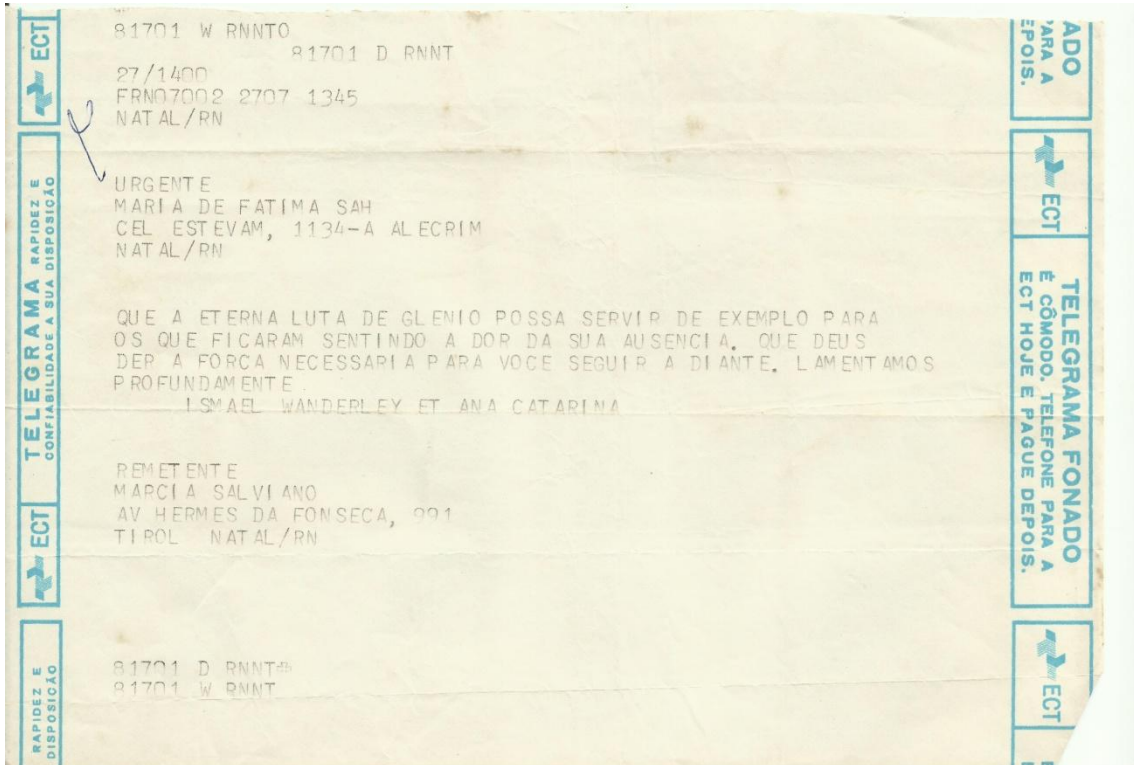 81701 W RNNTO
81701 D RNNT
27/1400
FRN07002 2707 1345
NATAL/RN
URGENTE
MARIA DE FATIMA SAH
CEL ESTEVAM, 1134-A ALECRIM
NATAL/RN
QUE A ETERNA LUTA DE GLENIO POSSA SERVIR DE EXEMPLO PARA
OS QUE FICARAM SENTINDO A DOR DA SUA AUSENCIA. QUE DEUS
DER A FORCA NECESSARIA PARA VOCE SEGUIR A DIANTE. LAMENTAMOS
PROFUNDAMENTE
ISMAEL WANDERLEY ET ANA CATARINA
REMETENTE
MARCIA SALVIANO
AV HERMES DA FONSECA, 991
TIROL NATAL/RN
81701 D RNNT
81701 W RNNT
ECT
TELEGRAMA RAPIDEZ E
CONFIABILIDADE A SUA DISPOSIÇÃO
ECT
RAPIDEZ E
DISPOSIÇÃO
ADO
PARA A
EPOIS.
ECT
TELEGRAMA FONADO
É CÔMODO. TELEFONE PARA A
ECT HOJE E PAGUE DEPOIS.
ECT